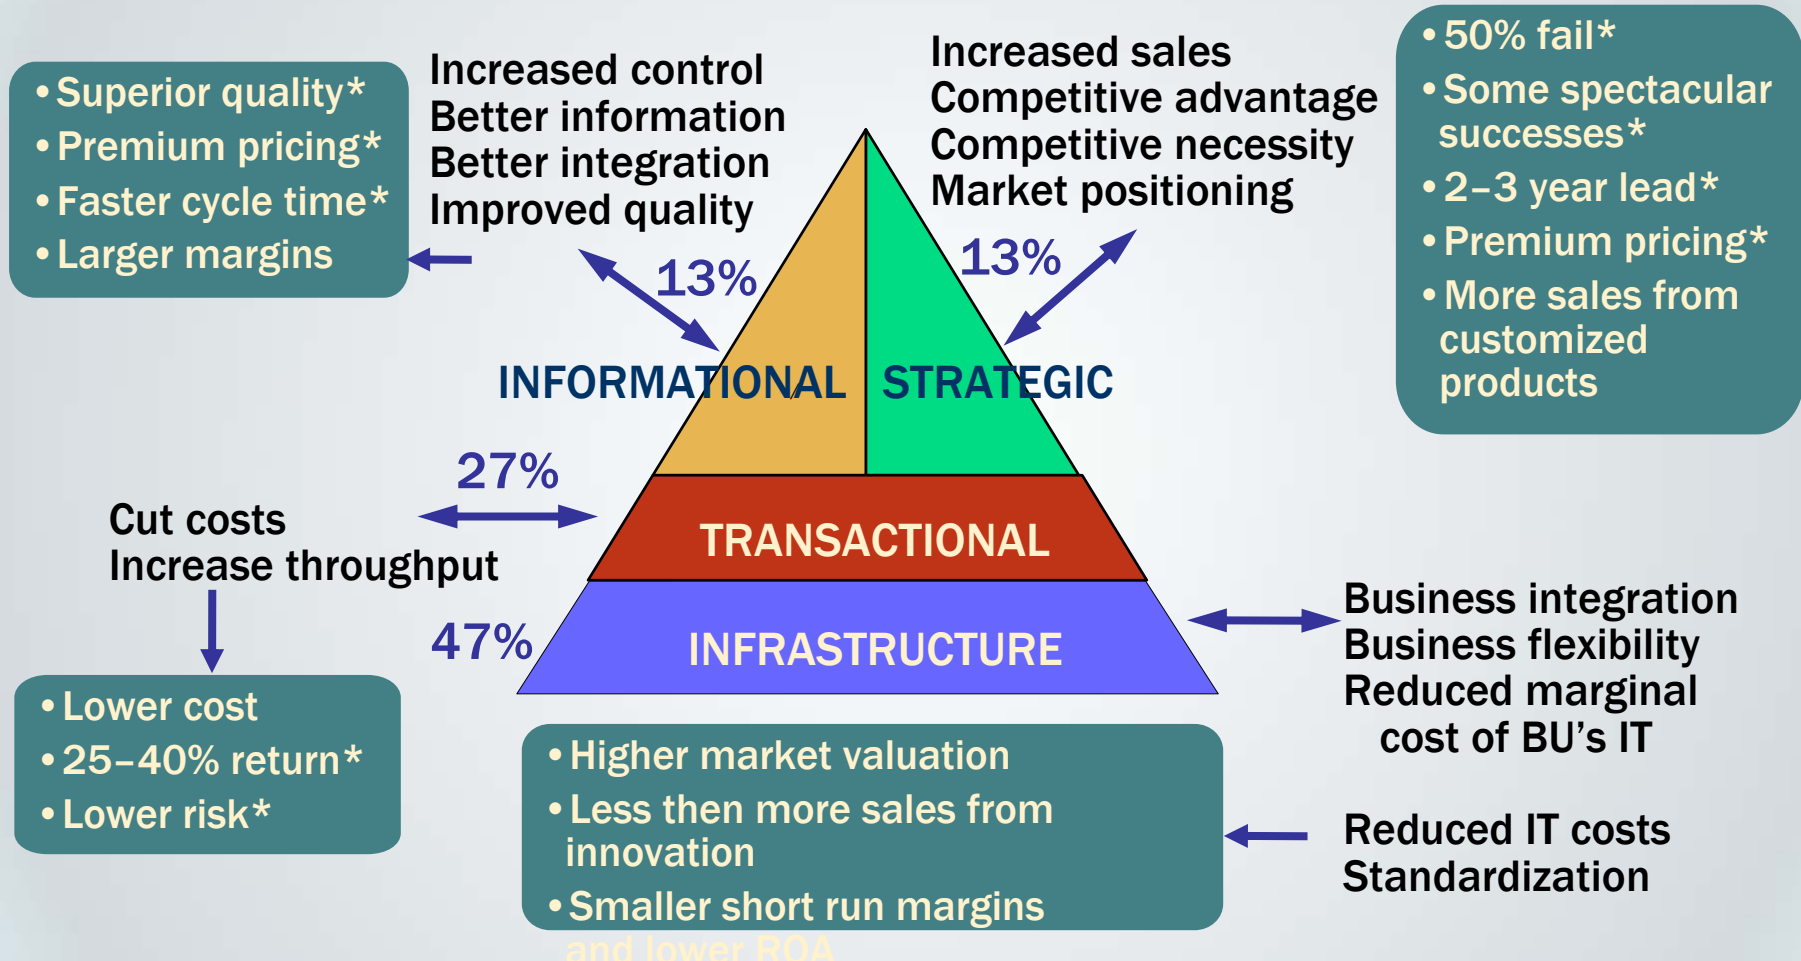 • Superior quality*
• Premium pricing*
• Faster cycle time*
• Larger margins
Increased control
Better information
Better integration
Improved quality
Increased sales
Competitive advantage
Competitive necessity
Market positioning
• 50% fail*
• Some spectacular
successes*
• 2–3 year lead*
• Premium pricing*
• More sales from
customized
products
13%
13%
INFORMATIONAL
STRATEGIC
27%
Cut costs
Increase throughput
TRANSACTIONAL
47%
INFRASTRUCTURE
Business integration
Business flexibility
Reduced marginal
cost of BU's IT
Reduced IT costs
Standardization
• Lower cost
• 25–40% return*
• Lower risk*
• Higher market valuation
• Less then more sales from
innovation
• Smaller short run margins
and lower ROA